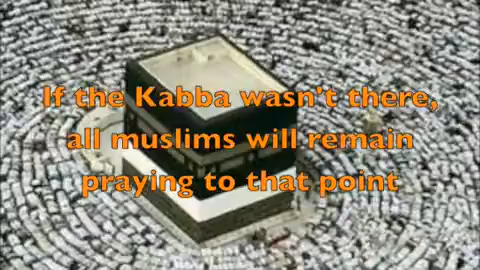 If the Kabba wasn't there,
all muslims will remain
praying to that point